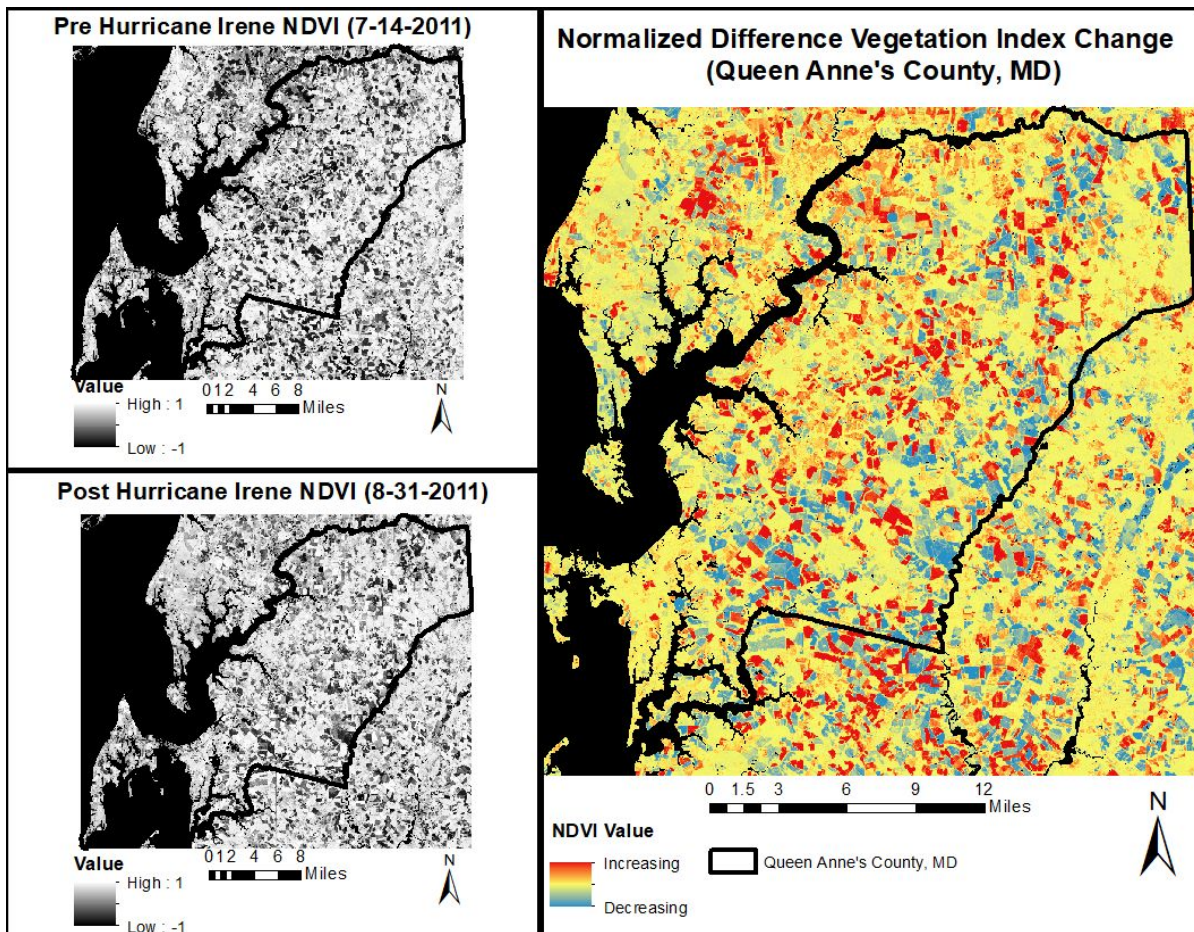 Pre Hurricane Irene NDVI (7-14-2011)
Value
High : 1
Low : -1
0 1 2 4 6 8
Miles
N
Post Hurricane Irene NDVI (8-31-2011)
Value
High : 1
Low : -1
0 1 2 4 6 8
Miles
N
Normalized Difference Vegetation Index Change
(Queen Anne's County, MD)
0 1.5 3 6 9 12
Miles
N
NDVI Value
Increasing
Decreasing
Queen Anne's County, MD